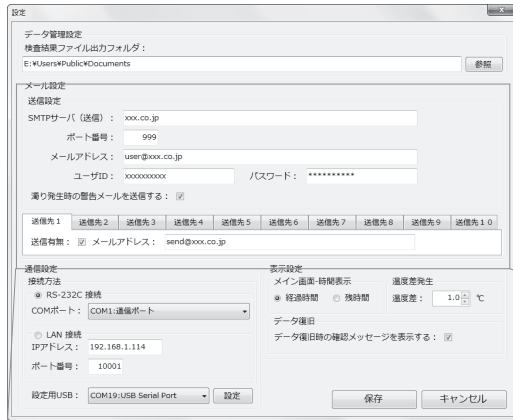 設定
データ管理設定
検査結果ファイル出力フォルダ：
E:¥Users¥Public¥Documents 参照
メール設定
送信設定
SMTPサーバ（送信）： xxx.co.jp
ポート番号： 999
メールアドレス： user@xxx.co.jp
ユーザID： xxxxxxxxxx パスワード： **********
濁り発生時の警告メールを送信する：
送信先１ 送信先２ 送信先３ 送信先４ 送信先５ 送信先６ 送信先７ 送信先８ 送信先９ 送信先１０
送信有無： メールアドレス： send@xxx.co.jp
通信設定
接続方法
RS-232C 接続
COMポート： COM1:通信ポート
LAN 接続
IPアドレス： 192.168.1.114
ポート番号： 10001
設定用USB： COM19:USB Serial Port 設定
表示設定
メイン画面-時間表示
経過時間 残時間
温度差発生
温度差： 1.0 ℃
データ復旧
データ復旧時の確認メッセージを表示する：
保存 キャンセル